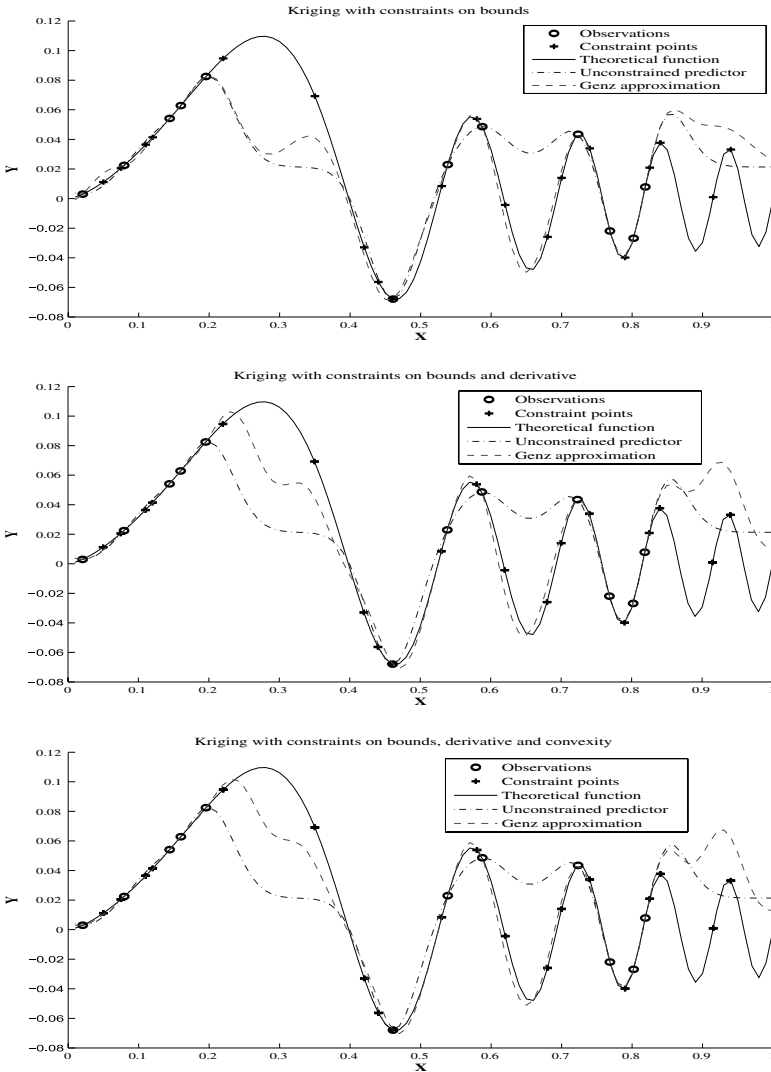 Kriging with constraints on bounds
0.12
0.1
0.08
0.06
0.04
0.02
0
−0.02
−0.04
−0.06
−0.08
Y
Observations
Constraint points
Theoretical function
Unconstrained predictor
Genz approximation
0 0.1 0.2 0.3 0.4 0.5 0.6 0.7 0.8 0.9
X
Kriging with constraints on bounds and derivative
0.12
0.1
0.08
0.06
0.04
0.02
0
−0.02
−0.04
−0.06
−0.08
Y
Observations
Constraint points
Theoretical function
Unconstrained predictor
Genz approximation
0 0.1 0.2 0.3 0.4 0.5 0.6 0.7 0.8 0.9
X
Kriging with constraints on bounds, derivative and convexity
0.12
0.1
0.08
0.06
0.04
0.02
0
−0.02
−0.04
−0.06
−0.08
Y
Observations
Constraint points
Theoretical function
Unconstrained predictor
Genz approximation
0 0.1 0.2 0.3 0.4 0.5 0.6 0.7 0.8 0.9
X